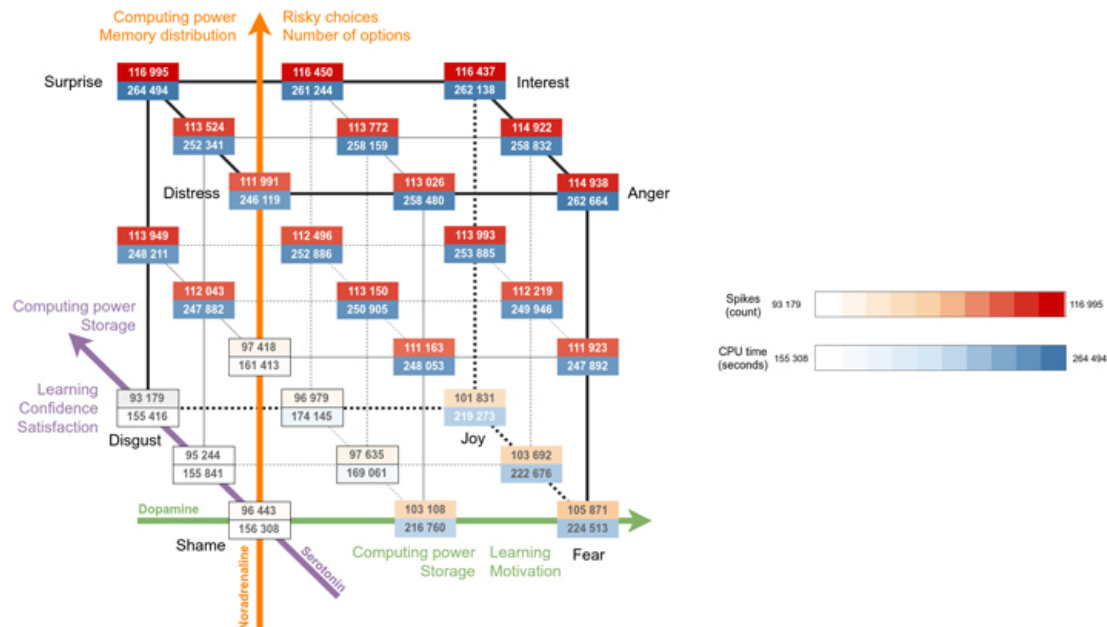 Computing power
Memory distribution
Risky choices
Number of options
Surprise
116 995
264 494
116 450
261 244
116 437
262 138
Interest
113 524
252 341
113 772
258 159
114 922
258 832
Distress
111 991
246 119
113 026
258 480
114 938
262 664
Anger
113 949
248 211
112 496
252 886
113 993
253 885
112 043
247 882
113 150
250 905
112 219
249 946
Computing power
Storage
97 418
161 413
111 163
248 053
111 923
247 892
Learning
Confidence
Satisfaction
93 179
155 416
96 979
174 145
101 831
219 273
Disgust
Joy
95 244
155 841
97 635
169 061
103 692
222 676
Dopamine
96 443
156 308
103 108
216 760
105 871
224 513
Shame
Serotonin
Noradrenaline
Computing power
Storage
Learning
Motivation
Fear
Spikes
(count)
93 179
116 995
CPU time
(seconds)
155 308
264 494